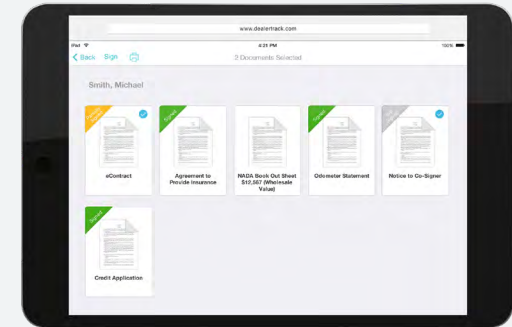 www.dealertrack.com
iPad
4:21 PM
100%
Back Sign
2 Documents Selected
Smith, Michael
eContract
Signed
Agreement to
Provide Insurance
NADA Book Out Sheet
$12,567 (Wholesale
Value)
Signed
Odometer Statement
Notice to Co-Signer
Signed
Credit Application